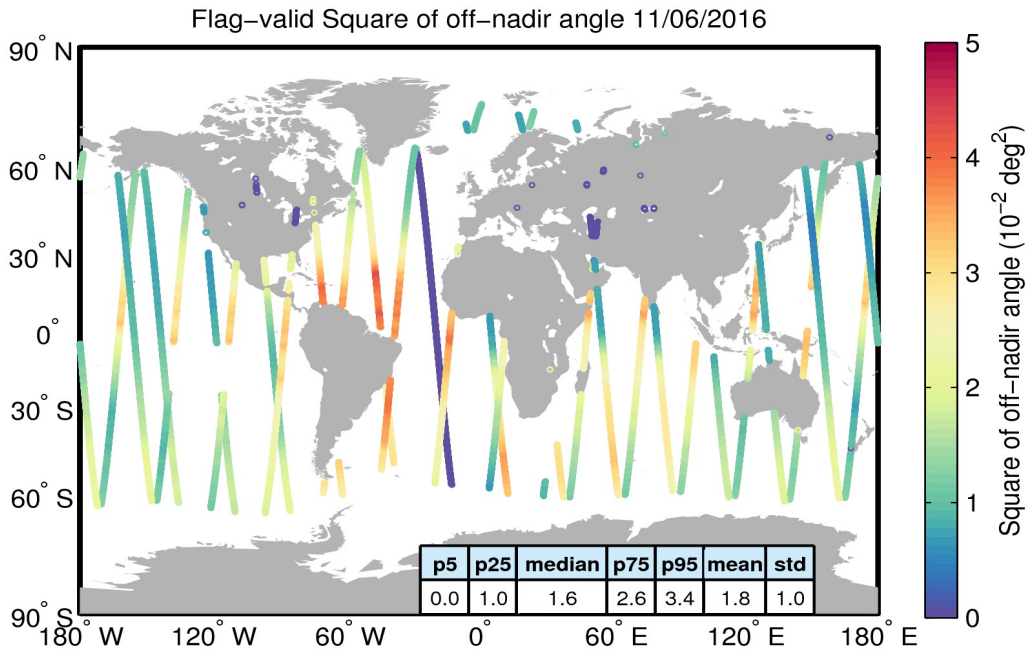 Flag−valid Square of off−nadir angle 11/06/2016
90° N
60° N
30° N
0°
30° S
60° S
90° S
180° W
120° W
60° W
0°
60° E
120° E
180° E
p5 p25 median p75 p95 mean std
0.0 1.0 1.6 2.6 3.4 1.8 1.0
5
4
3
2
1
0
Square of off−nadir angle (10⁻² deg²)